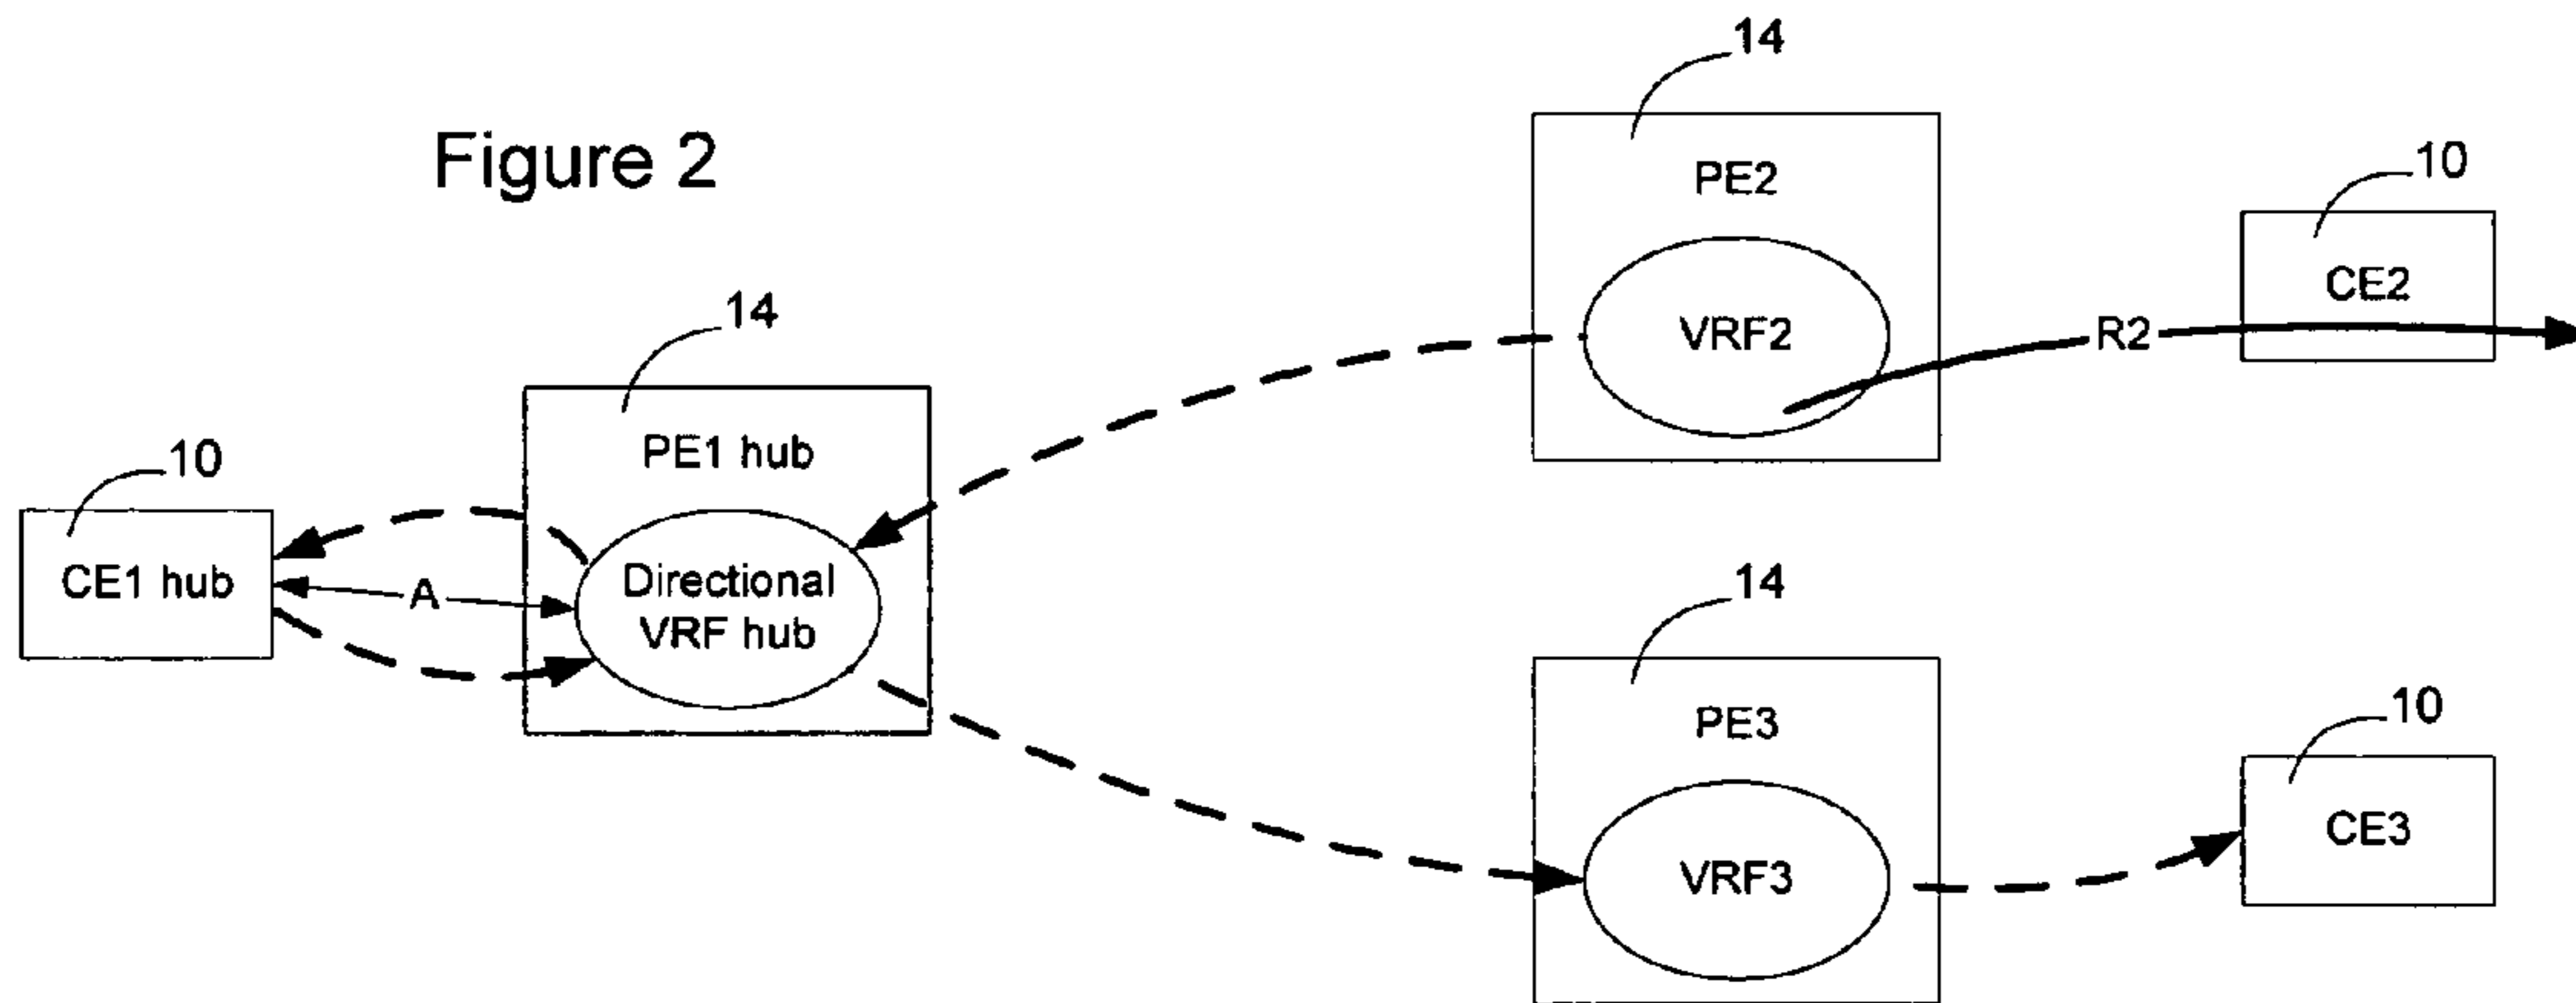 Figure 2
14
PE2
VRF2
R2
10
CE2
14
PE1 hub
Directional
VRF hub
10
CE1 hub
A
14
PE3
VRF3
10
CE3